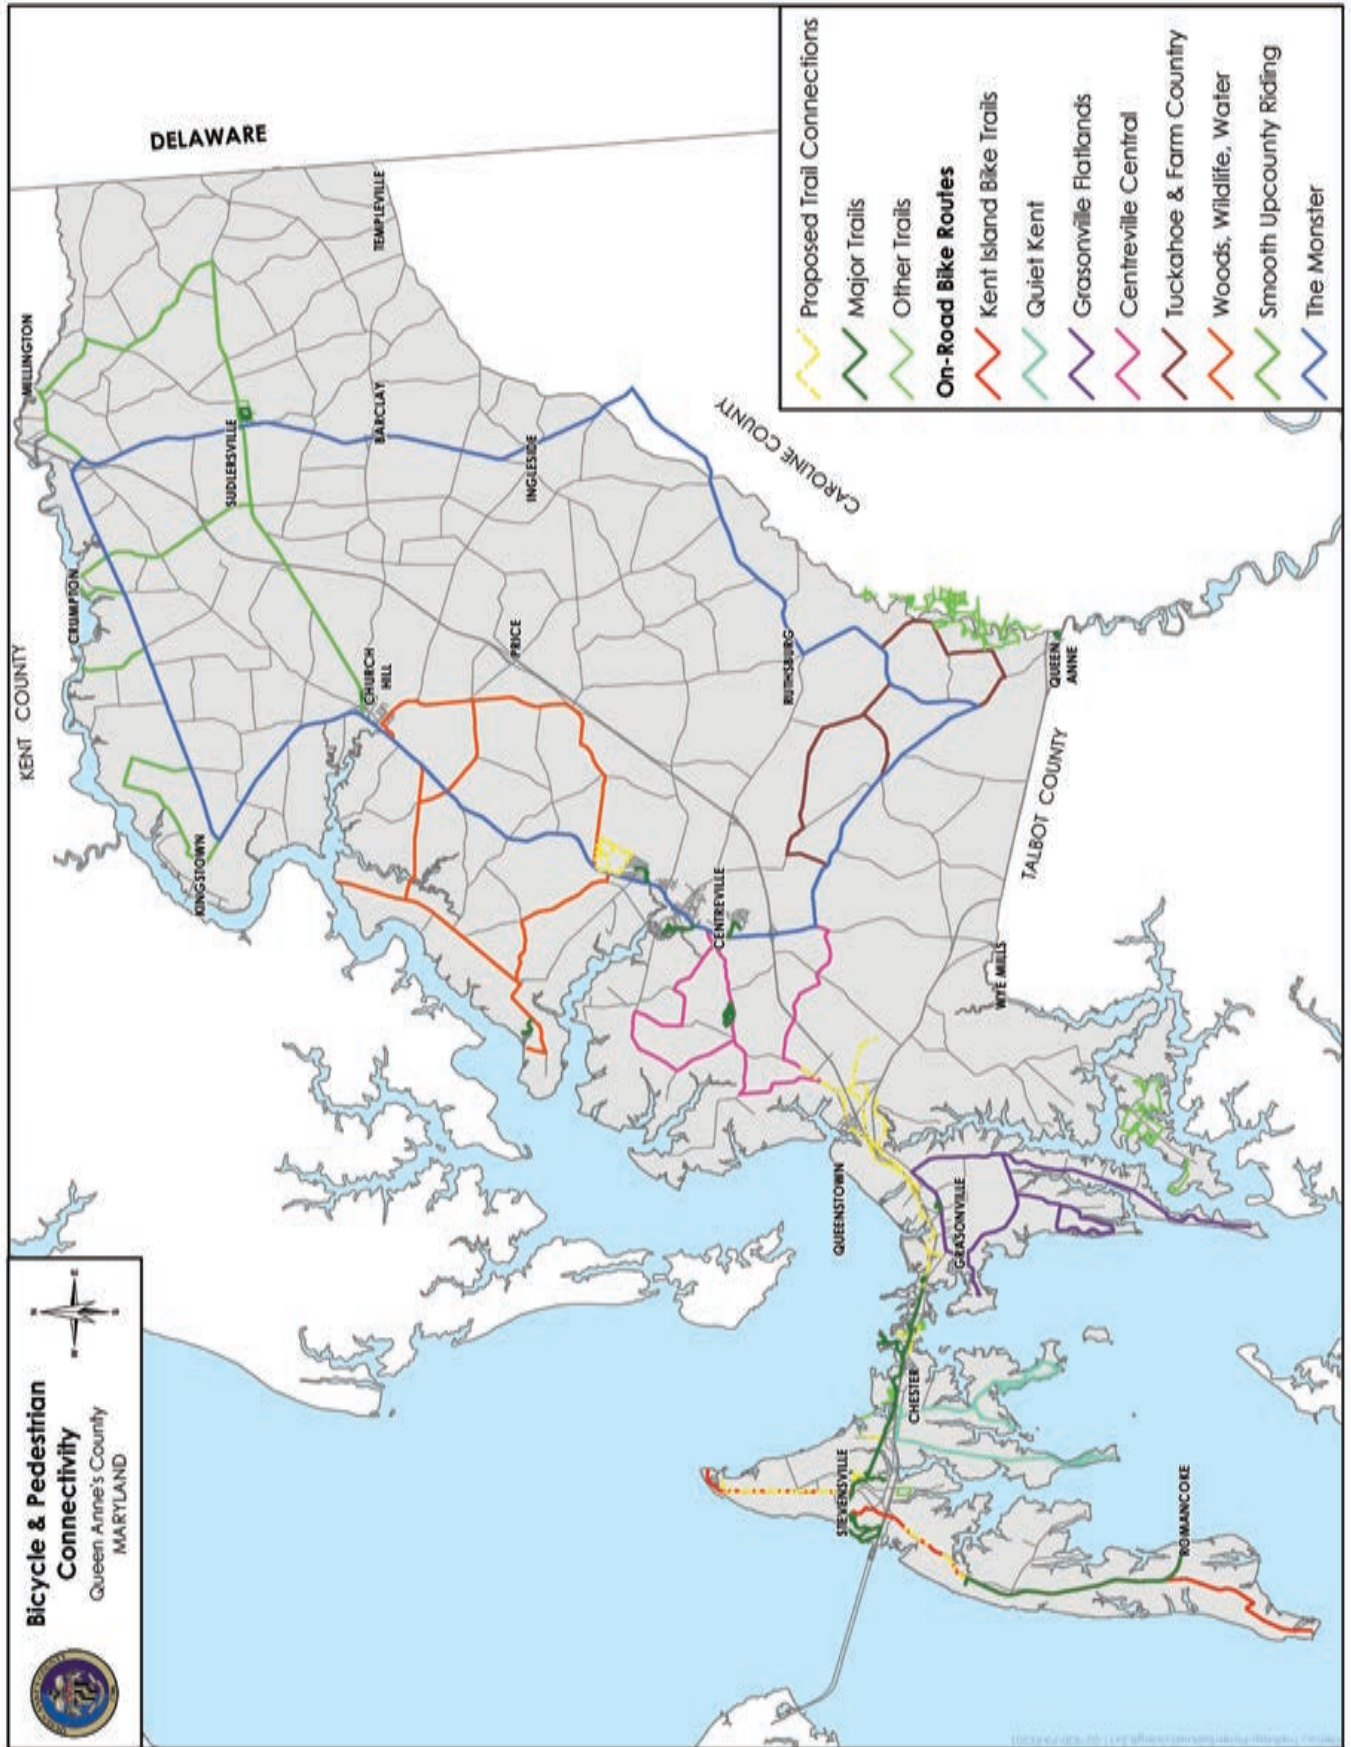 Bicycle & Pedestrian
Connectivity
Queen Anne's County
MARYLAND
N
W
E
S
KENT COUNTY
DELAWARE
MILLINGTON
CRUMPTON
KINGSTOWN
SUDLERSVILLE
TEMPLEVILLE
BARCLAY
CHURCH
HILL
PRICE
INGLESIDE
CAROLINE COUNTY
CENTREVILLE
RUTHSBURG
QUEEN
ANNE
TALBOT COUNTY
WYE MILLS
QUEENSTOWN
GRASONVILLE
CHESTER
STEVENSVILLE
ROMANCOKE
Proposed Trail Connections
Major Trails
Other Trails
On-Road Bike Routes
Kent Island Bike Trails
Quiet Kent
Grasonville Flatlands
Centreville Central
Tuckahoe & Farm Country
Woods, Wildlife, Water
Smooth Upcounty Riding
The Monster